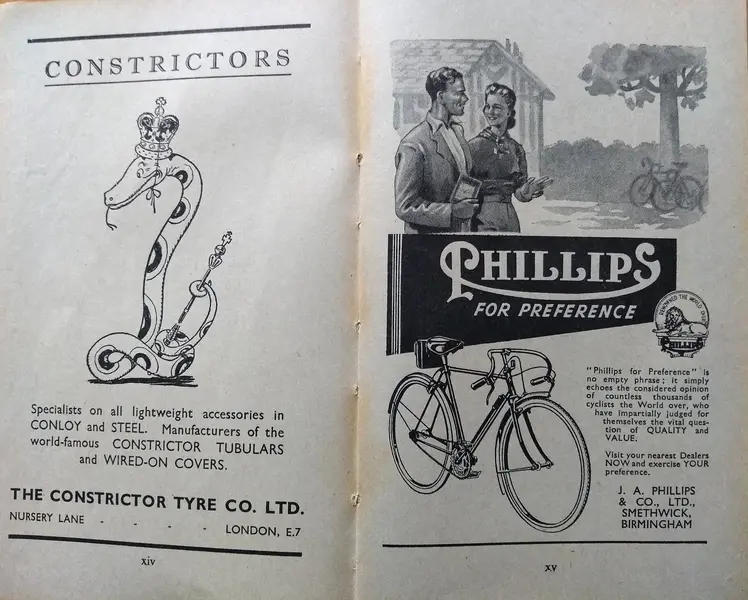 CONSTRICTORS
Specialists on all lightweight accessories in
CONLOY and STEEL. Manufacturers of the
world-famous CONSTRICTOR TUBULARS
and WIRED-ON COVERS.
THE CONSTRICTOR TYRE CO. LTD.
NURSERY LANE - - - - LONDON, E.7
xiv
PHILLIPS
FOR PREFERENCE
RENOWNED THE WORLD OVER
PHILLIPS
"Phillips for Preference" is
no empty phrase; it simply
echoes the considered opinion
of countless thousands of
cyclists the World over, who
have impartially judged for
themselves the vital ques-
tion of QUALITY and
VALUE.
Visit your nearest Dealers
NOW and exercise YOUR
preference.
J. A. PHILLIPS
& CO., LTD.,
SMETHWICK,
BIRMINGHAM
xv